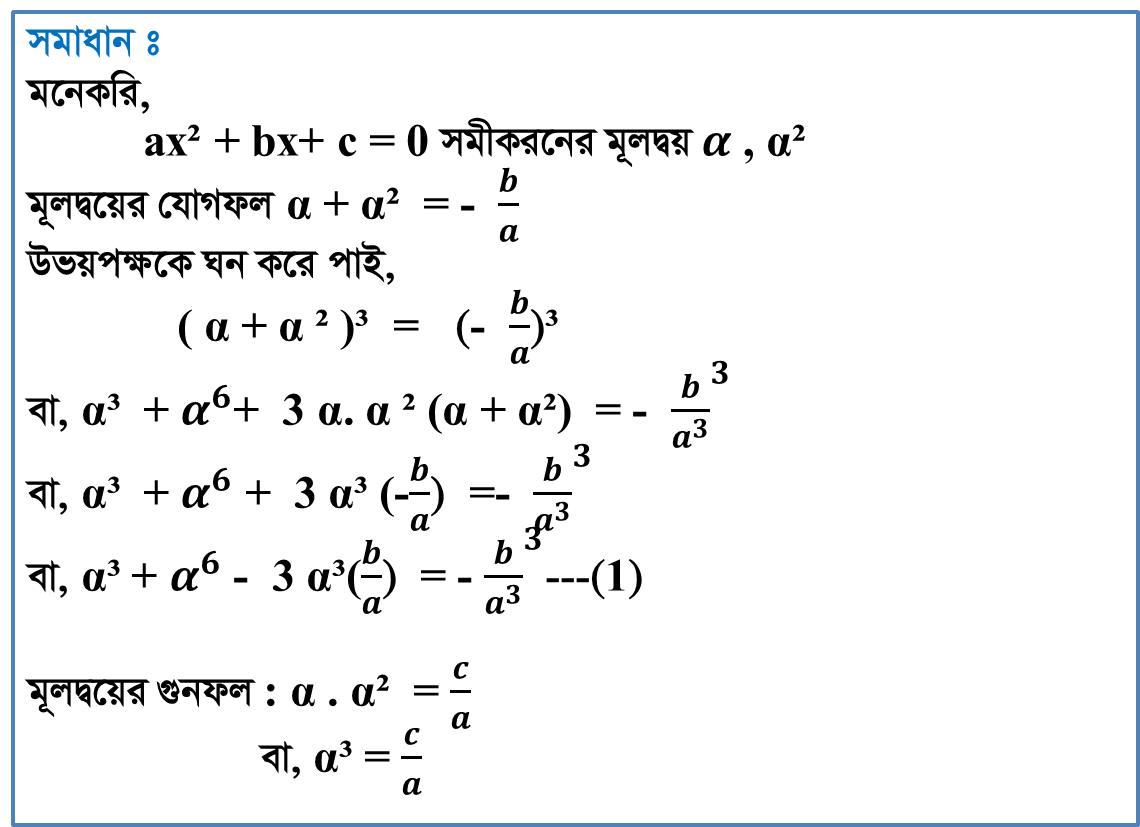 সমাধান ঃ
মনেকরি,
ax² + bx+ c = 0 সমীকরনের মূলদ্বয় α , α²
মূলদ্বয়ের যোগফল α + α² = - b/a
উভয়পক্ষকে ঘন করে পাই,
( α + α ² )³ = (- b/a)³
বা, α³ + α⁶+ 3 α. α ² (α + α²) = - b³/a³
বা, α³ + α⁶ + 3 α³ (-b/a) =- b³/a³
বা, α³ + α⁶ - 3 α³(b/a) = - b³/a³ ---(1)
মূলদ্বয়ের গুনফল : α . α² = c/a
বা, α³ = c/a